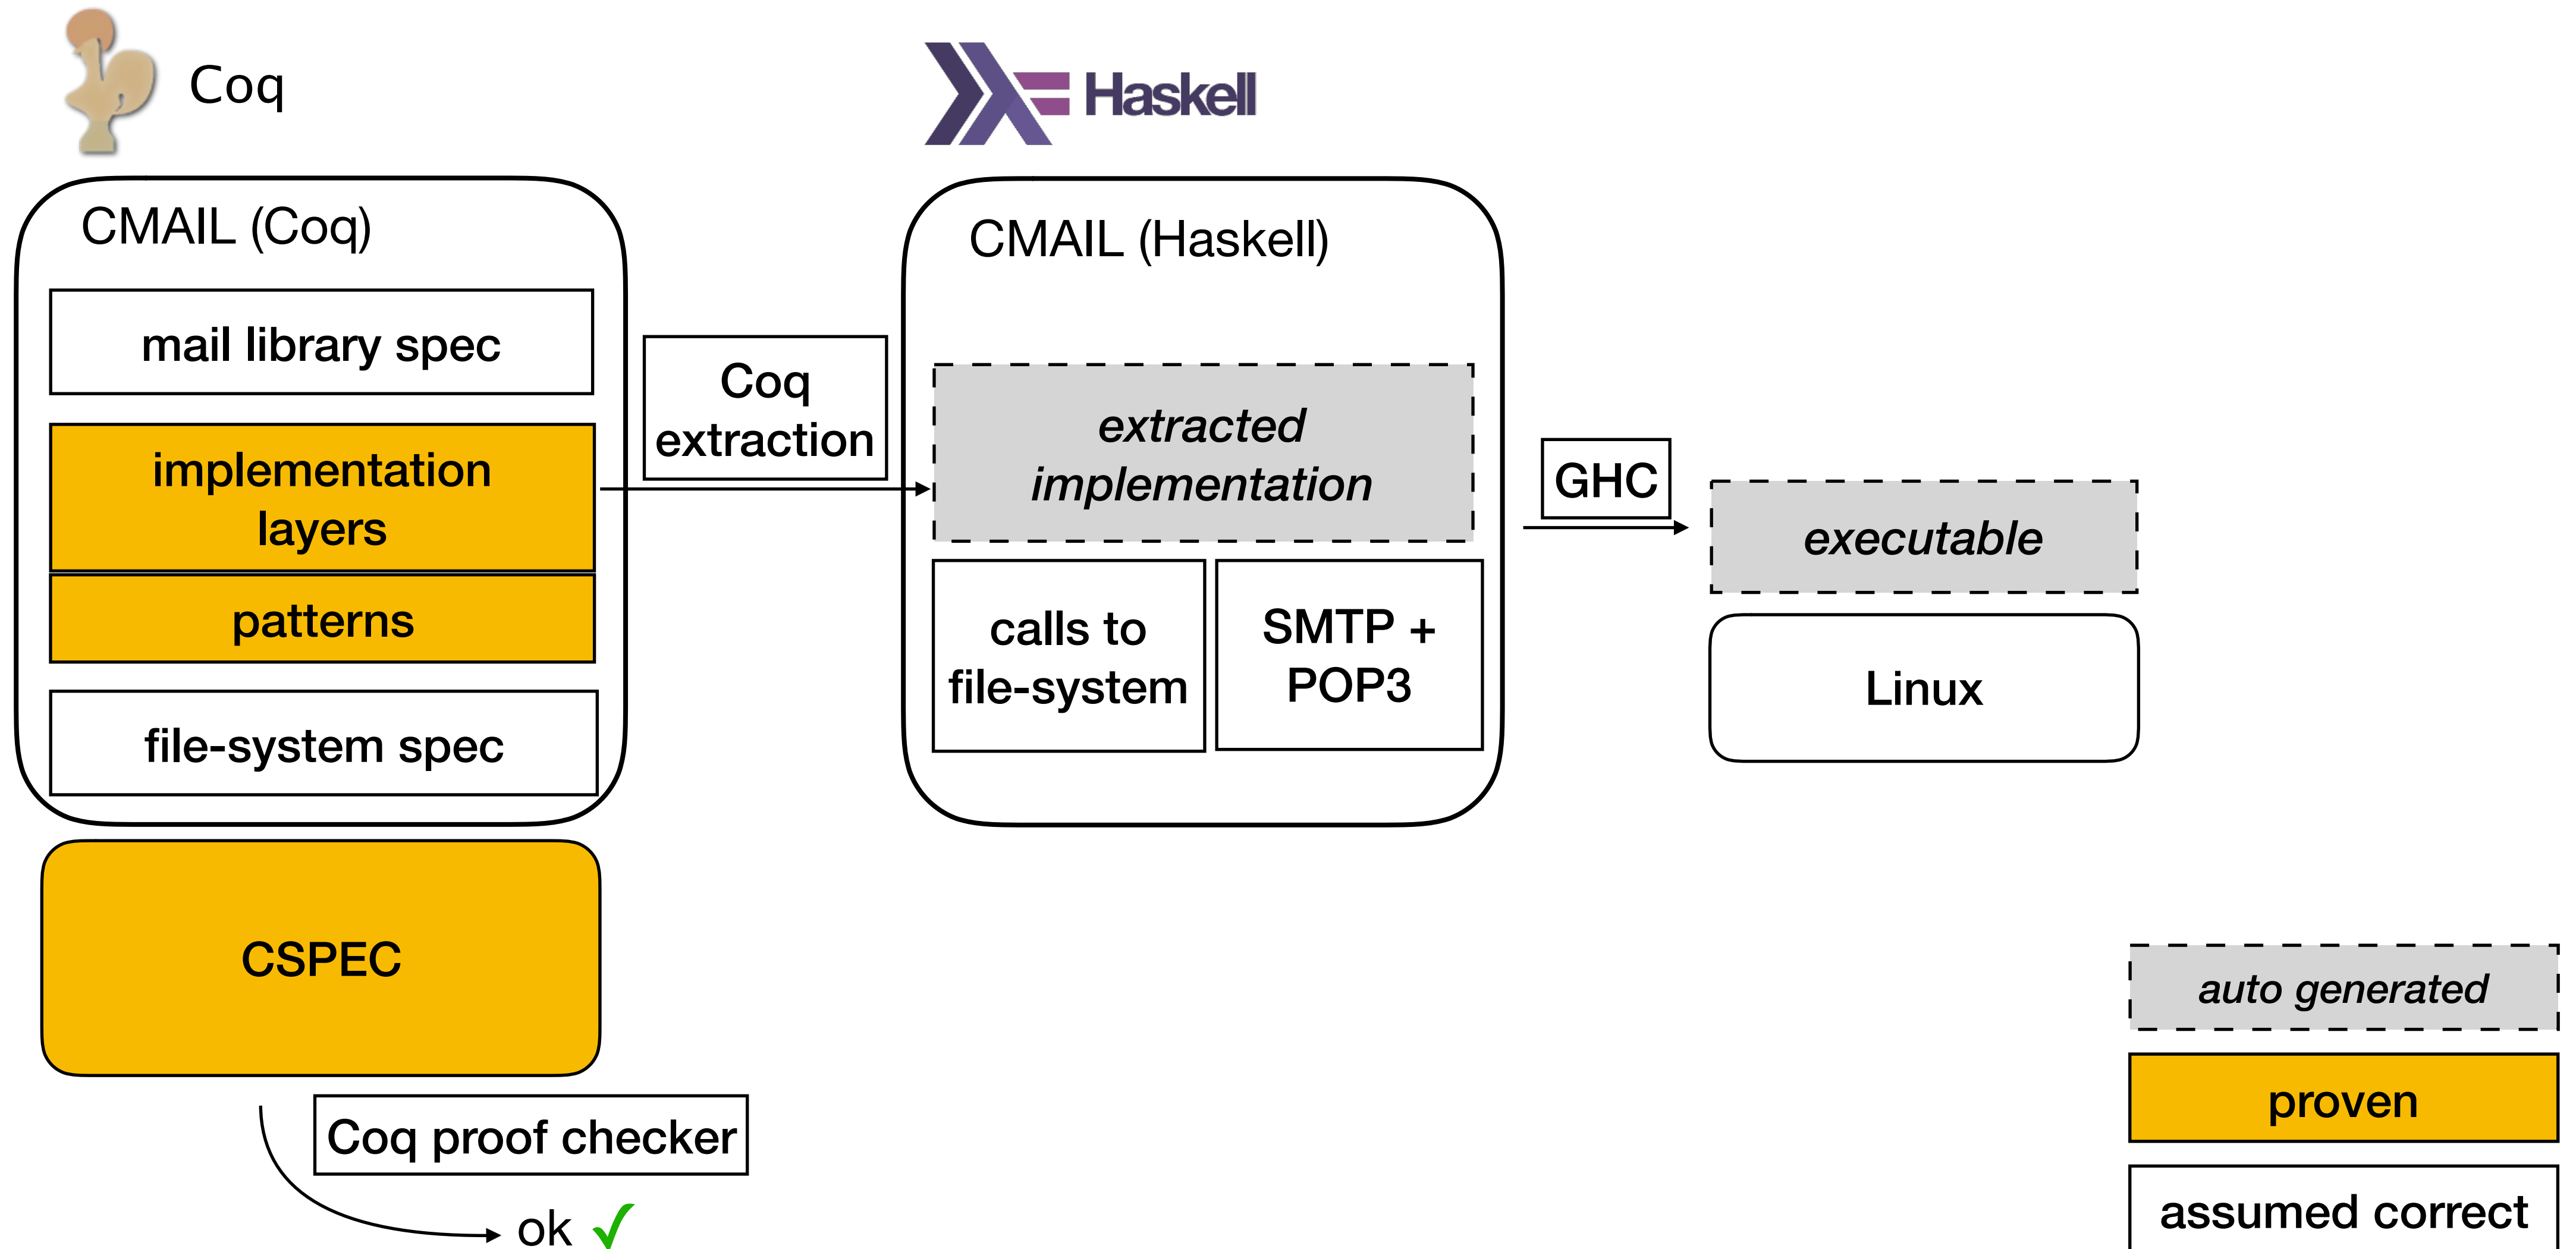 Coq
Haskell
CMAIL (Coq)
mail library spec
implementation
layers
patterns
file-system spec
CSPEC
Coq proof checker
ok ✓
Coq
extraction
CMAIL (Haskell)
extracted
implementation
calls to
file-system
SMTP +
POP3
GHC
executable
Linux
auto generated
proven
assumed correct